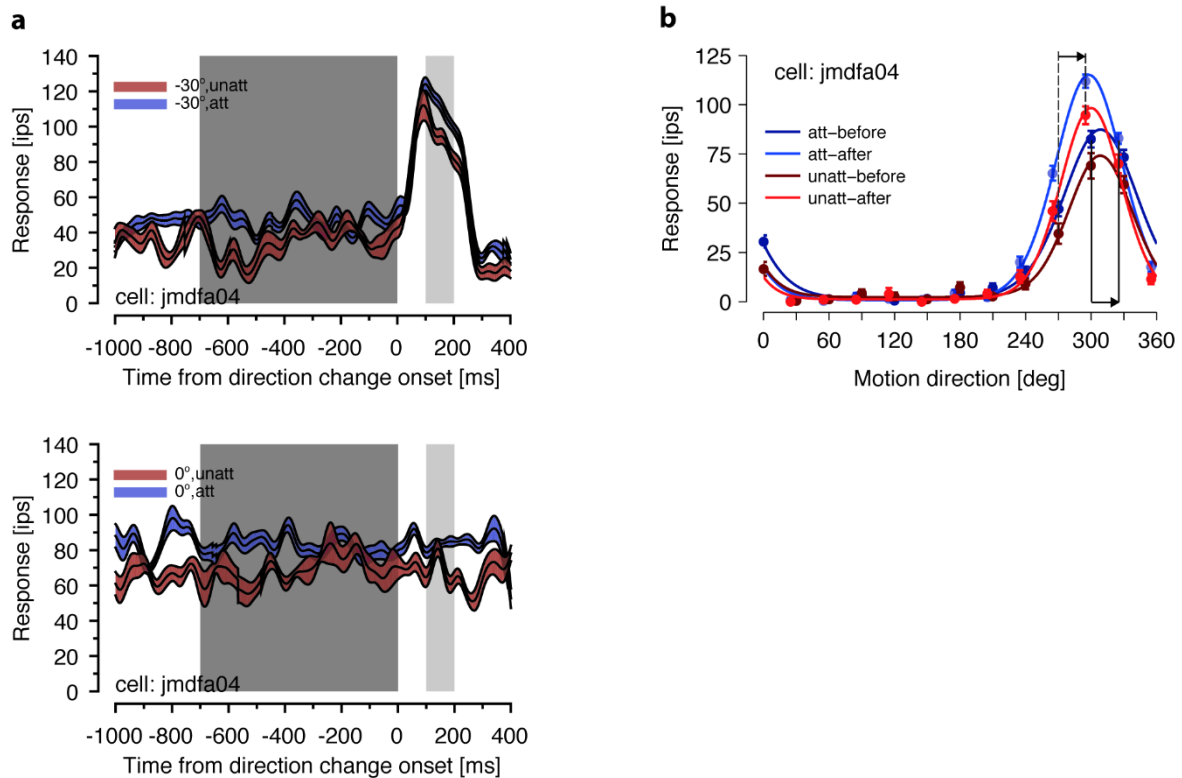 a
140
120
100
80
60
40
20
0
Response [ips]
-30°,unatt
-30°,att
cell: jmdfa04
-1000 -800 -600 -400 -200 0 200 400
Time from direction change onset [ms]
140
120
100
80
60
40
20
0
Response [ips]
0°,unatt
0°,att
cell: jmdfa04
-1000 -800 -600 -400 -200 0 200 400
Time from direction change onset [ms]
b
125
100
75
50
25
0
Response [ips]
cell: jmdfa04
att-before
att-after
unatt-before
unatt-after
0 60 120 180 240 300 360
Motion direction [deg]